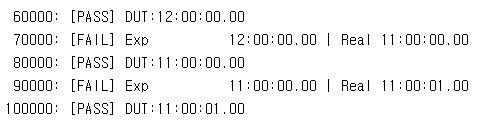 60000: [PASS] DUT:12:00:00.00
70000: [FAIL] Exp 12:00:00.00 | Real 11:00:00.00
80000: [PASS] DUT:11:00:00.00
90000: [FAIL] Exp 11:00:00.00 | Real 11:00:01.00
100000: [PASS] DUT:11:00:01.00